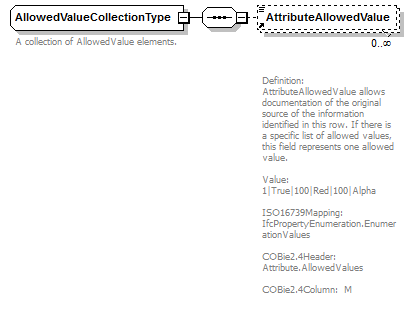 AllowedValueCollectionType
AttributeAllowedValue
A collection of AllowedValue elements.
0..∞
Definition:
AttributeAllowedValue allows
documentation of the original
source of the information
identified in this row. If there is
a specific list of allowed values,
this field represents one allowed
value.
Value:
1|True|100|Red|100|Alpha
ISO16739Mapping:
IfcPropertyEnumeration.Enumer
ationValues
COBie2.4Header:
Attribute.AllowedValues
COBie2.4Column:  M